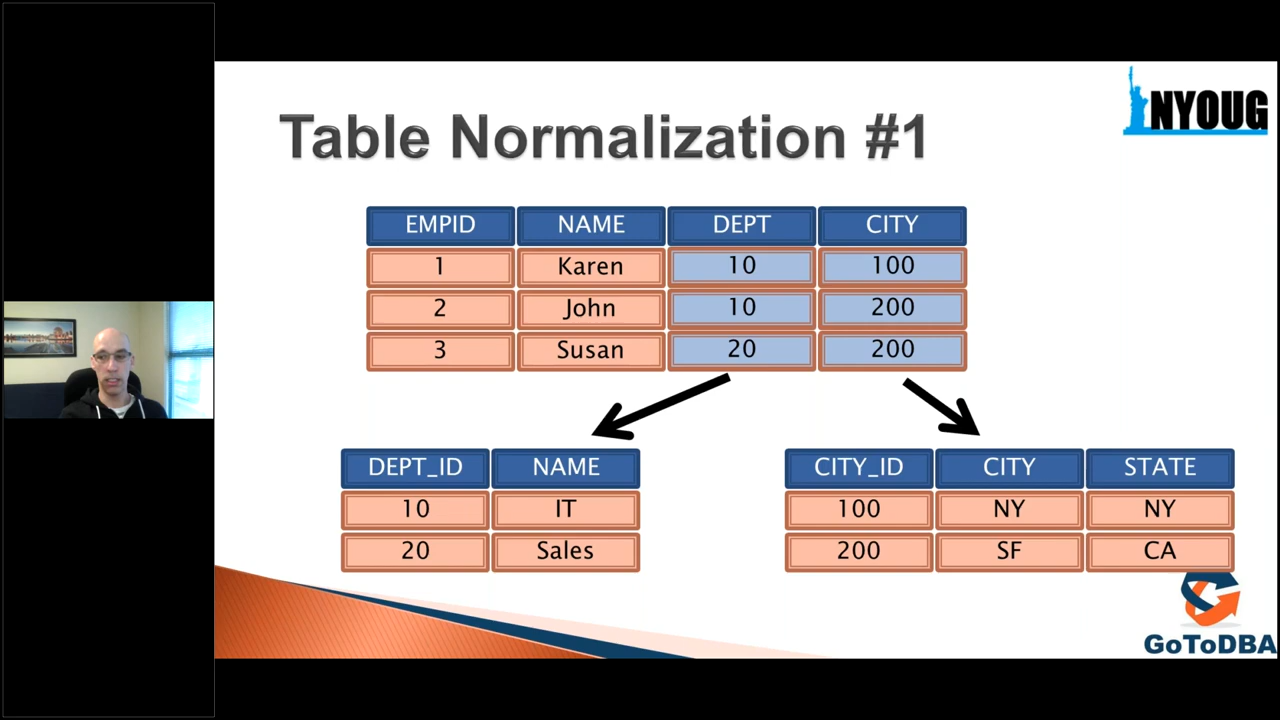 NYOUG
Table Normalization #1
EMPID NAME DEPT CITY
1 Karen 10 100
2 John 10 200
3 Susan 20 200
DEPT_ID NAME
10 IT
20 Sales
CITY_ID CITY STATE
100 NY NY
200 SF CA
GoToDBA